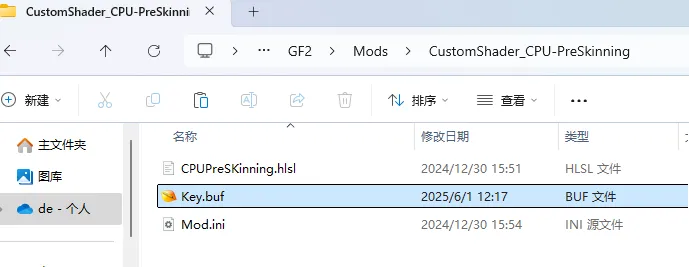 CustomShader_CPU-PreSkinning
GF2 Mods CustomShader_CPU-PreSkinning
新建 排序 查看
主文件夹
图库
de - 个人
名称 修改日期 类型
CPUPreSKinning.hlsl 2024/12/30 15:51 HLSL 文件
Key.buf 2025/6/1 12:17 BUF 文件
Mod.ini 2024/12/30 15:54 INI 源文件